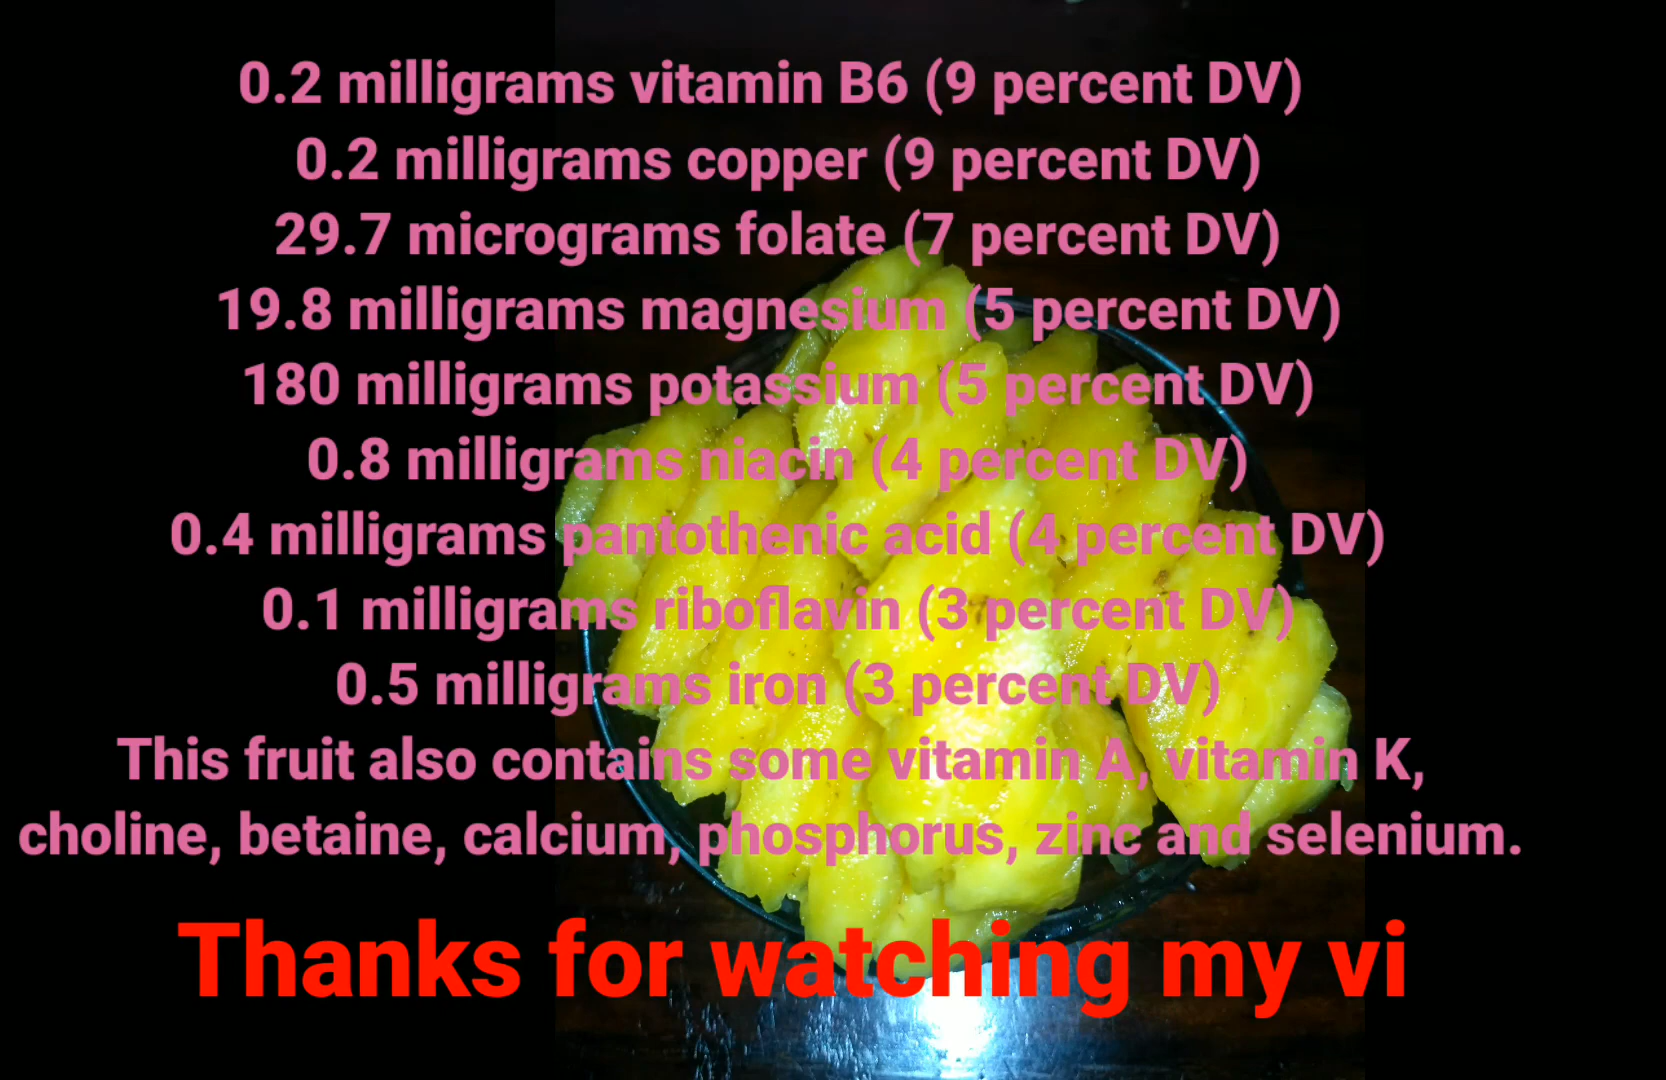 0.2 milligrams vitamin B6 (9 percent DV)
0.2 milligrams copper (9 percent DV)
29.7 micrograms folate (7 percent DV)
19.8 milligrams magnesium (5 percent DV)
180 milligrams potassium (5 percent DV)
0.8 milligrams niacin (4 percent DV)
0.4 milligrams pantothenic acid (4 percent DV)
0.1 milligrams riboflavin (3 percent DV)
0.5 milligrams iron (3 percent DV)
This fruit also contains some vitamin A, vitamin K,
choline, betaine, calcium, phosphorus, zinc and selenium.
Thanks for watching my vi